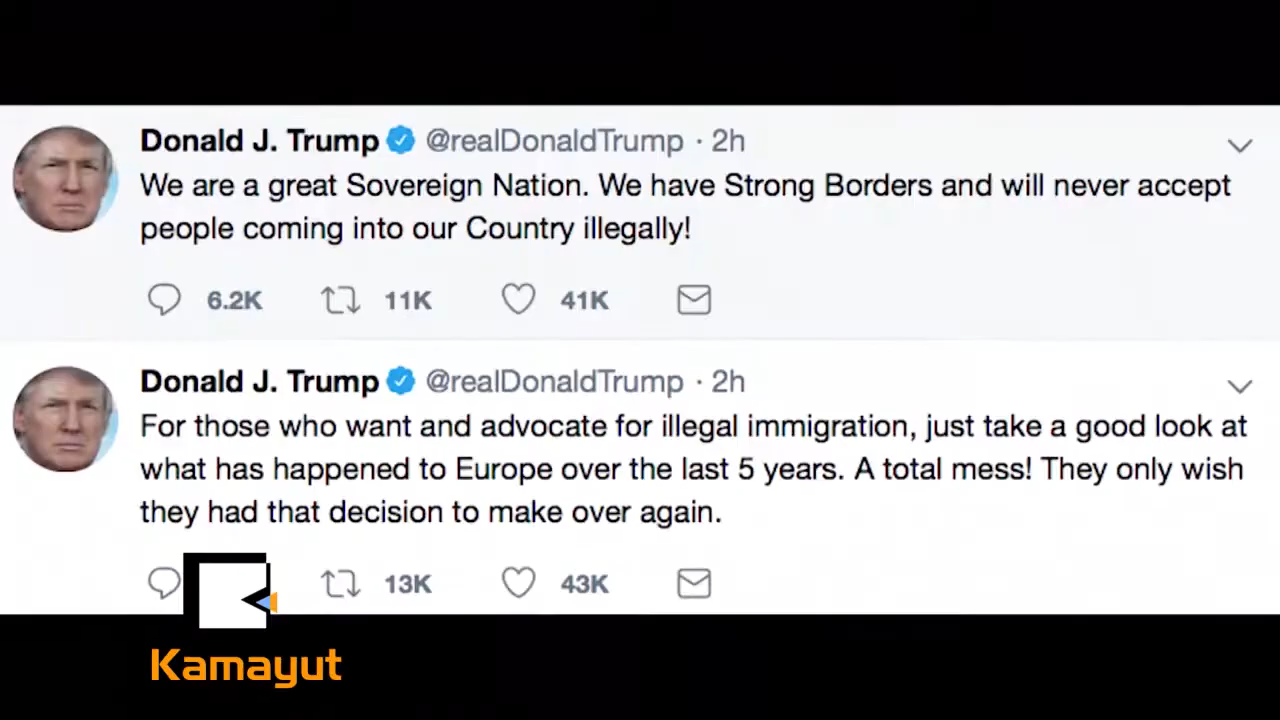 Donald J. Trump @realDonaldTrump · 2h
We are a great Sovereign Nation. We have Strong Borders and will never accept
people coming into our Country illegally!
6.2K 11K 41K
Donald J. Trump @realDonaldTrump · 2h
For those who want and advocate for illegal immigration, just take a good look at
what has happened to Europe over the last 5 years. A total mess! They only wish
they had that decision to make over again.
13K 43K
Kamayut